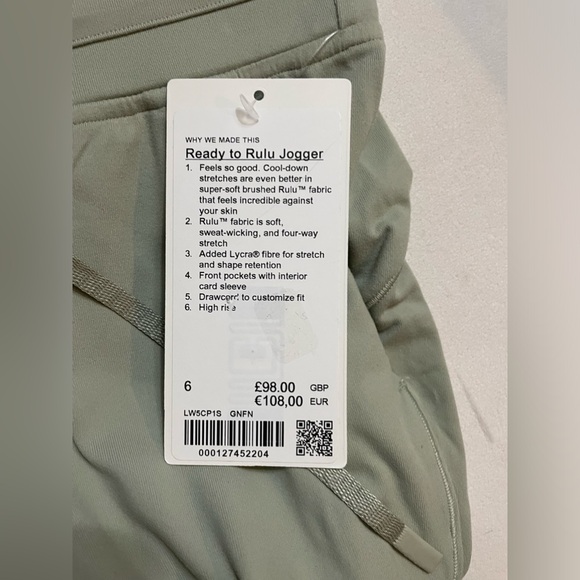 WHY WE MADE THIS
Ready to Rulu Jogger
1. Feels so good. Cool-down
stretches are even better in
super-soft brushed Rulu™ fabric
that feels incredible against
your skin
2. Rulu™ fabric is soft,
sweat-wicking, and four-way
stretch
3. Added Lycra® fibre for stretch
and shape retention
4. Front pockets with interior
card sleeve
5. Drawcord to customize fit
6. High rise
6 £98.00 GBP
€108,00 EUR
LW5CP1S GNFN
000127452204